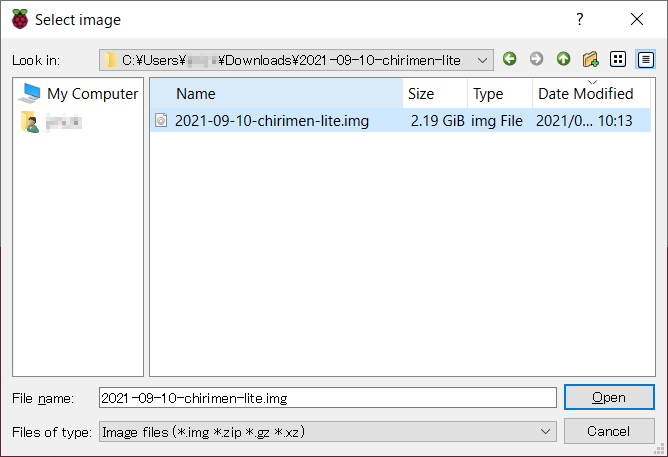 Select image
?
Look in:
C:¥Users¥ ¥Downloads¥2021-09-10-chirimen-lite
My Computer
Name Size Type Date Modified
2021-09-10-chirimen-lite.img 2.19 GiB img File 2021/0... 10:13
File name: 2021-09-10-chirimen-lite.img Open
Files of type: Image files (*.img *.zip *.gz *.xz) Cancel